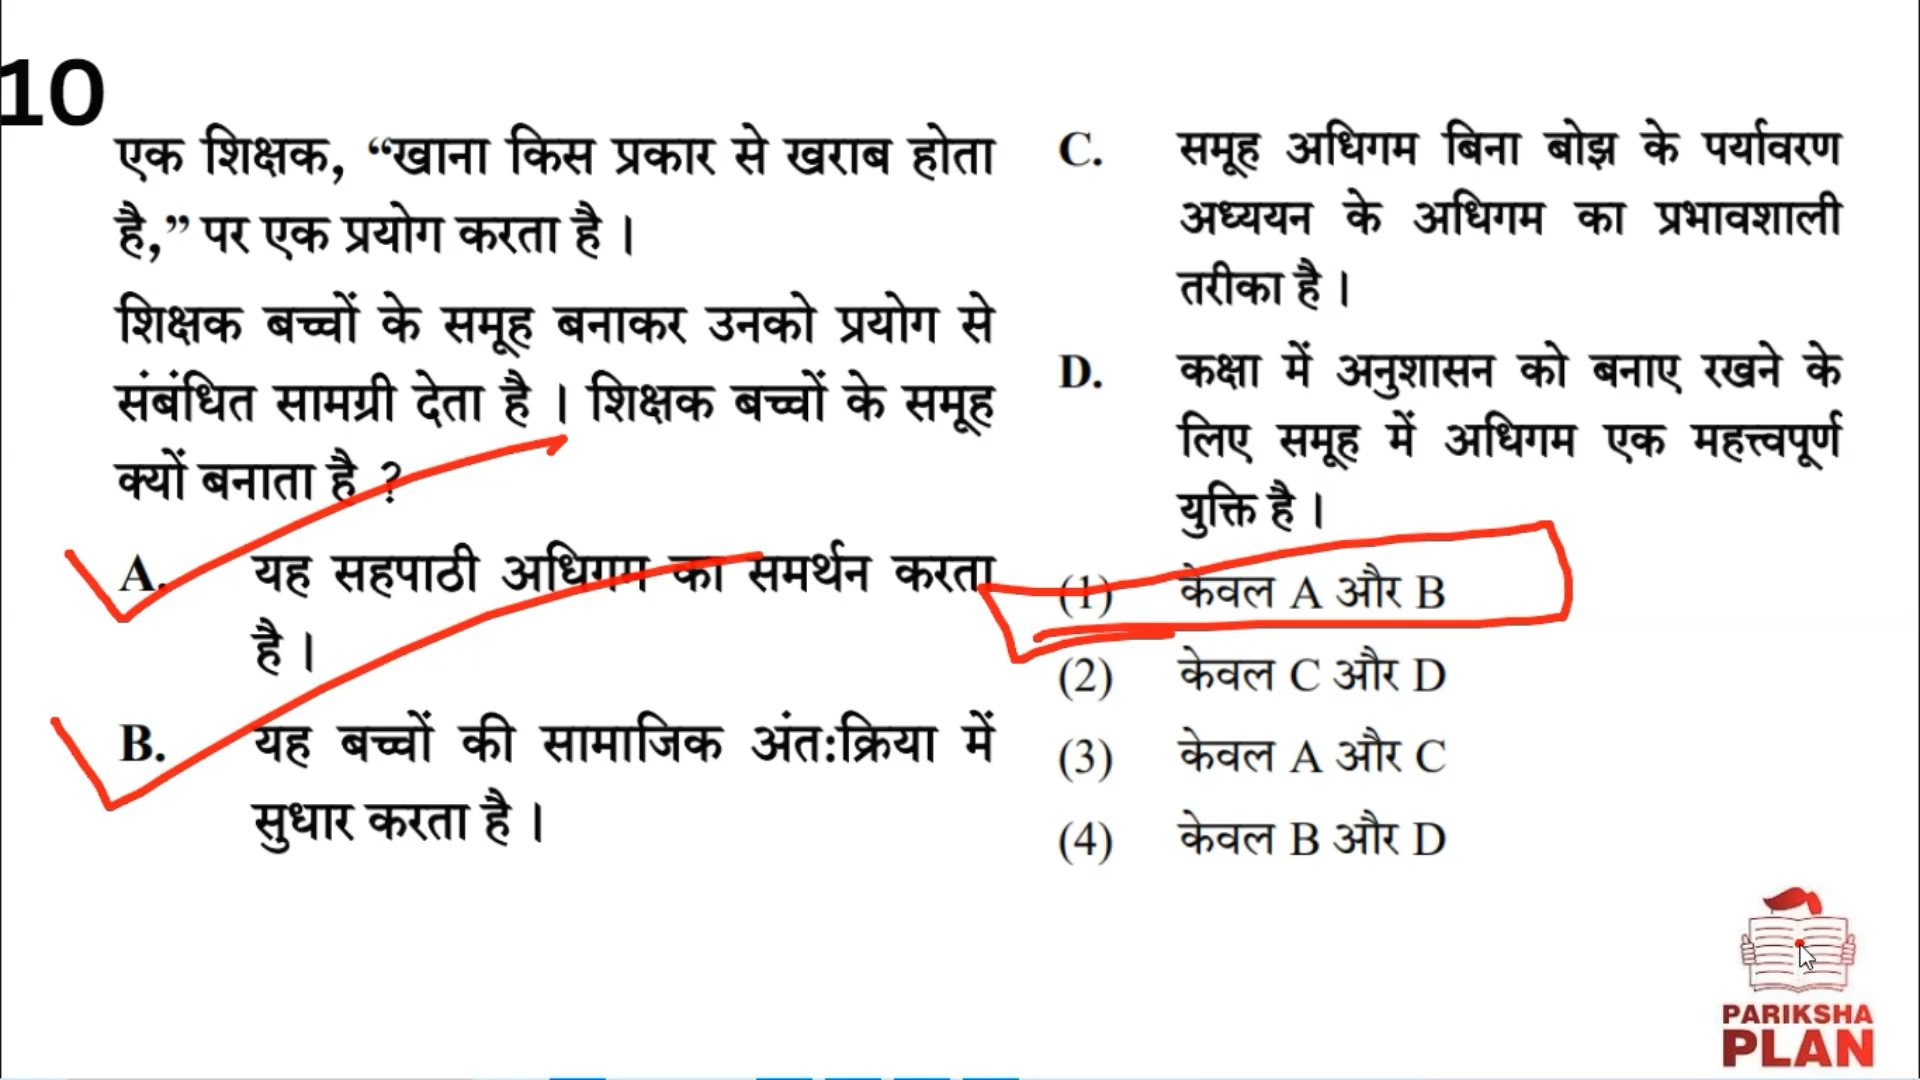 10
एक शिक्षक, “खाना किस प्रकार से खराब होता
है,” पर एक प्रयोग करता है ।
शिक्षक बच्चों के समूह बनाकर उनको प्रयोग से
संबंधित सामग्री देता है । शिक्षक बच्चों के समूह
क्यों बनाता है ?
A. यह सहपाठी अधिगम का समर्थन करता
है ।
B. यह बच्चों की सामाजिक अंत:क्रिया में
सुधार करता है ।
C. समूह अधिगम बिना बोझ के पर्यावरण
अध्ययन के अधिगम का प्रभावशाली
तरीका है ।
D. कक्षा में अनुशासन को बनाए रखने के
लिए समूह में अधिगम एक महत्त्वपूर्ण
युक्ति है ।
(1) केवल A और B
(2) केवल C और D
(3) केवल A और C
(4) केवल B और D
PARIKSHA
PLAN